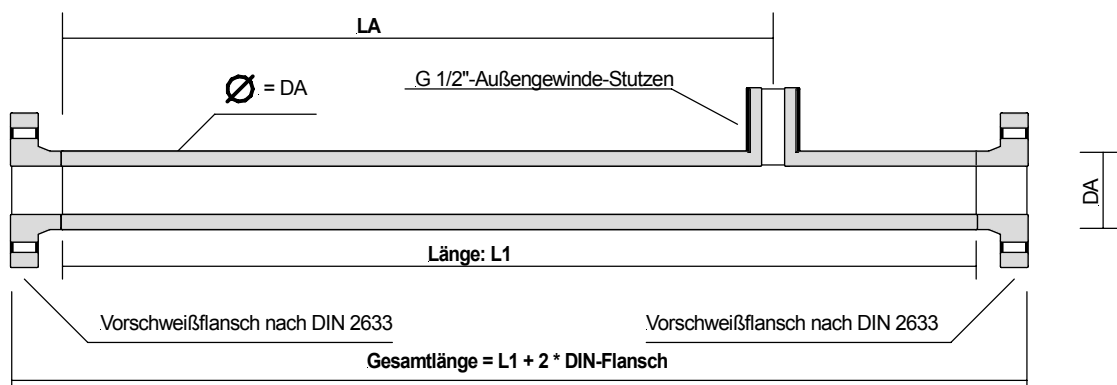 LA
G 1/2"-Außengewinde-Stutzen
Ø = DA
DA
Länge: L1
Vorschweißflansch nach DIN 2633
Vorschweißflansch nach DIN 2633
Gesamtlänge = L1 + 2 * DIN-Flansch